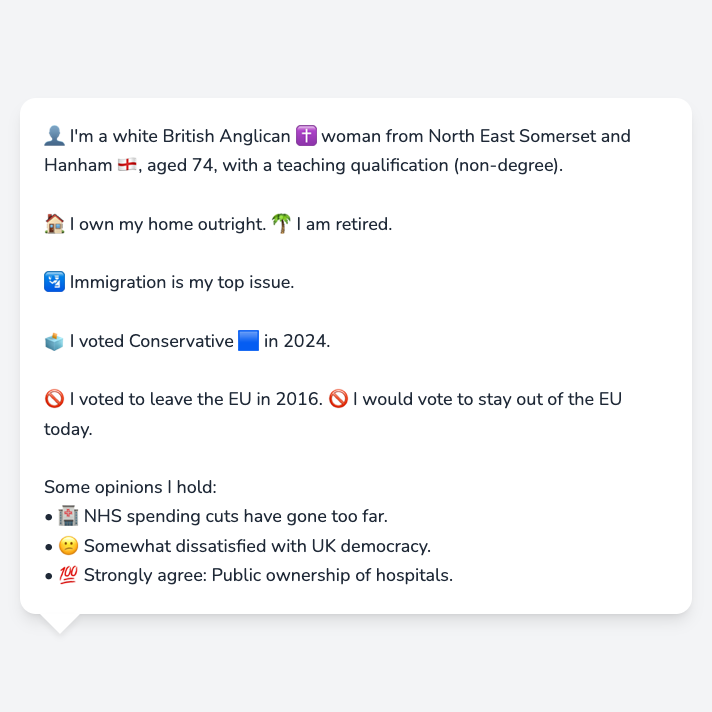 👤 I'm a white British Anglican ✝️ woman from North East Somerset and
Hanham 🏴󠁧󠁢󠁥󠁮󠁧󠁿, aged 74, with a teaching qualification (non-degree).
🏠 I own my home outright. 🌴 I am retired.
🛂 Immigration is my top issue.
🗳️ I voted Conservative 🟦 in 2024.
🚫 I voted to leave the EU in 2016. 🚫 I would vote to stay out of the EU
today.
Some opinions I hold:
• 🏥 NHS spending cuts have gone too far.
• 😕 Somewhat dissatisfied with UK democracy.
• 💯 Strongly agree: Public ownership of hospitals.